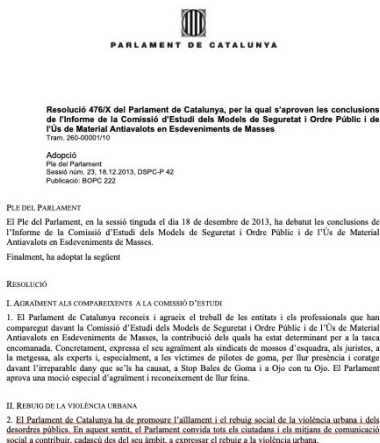 PARLAMENT DE CATALUNYA
Resolució 476/X del Parlament de Catalunya, per la qual s'aproven les conclusions
de l'Informe de la Comissió d'Estudi dels Models de Seguretat i Ordre Públic i de
l'Ús de Material Antiavalots en Esdeveniments de Masses
Tram. 260-00001/10
Adopció
Ple del Parlament
Sessió núm. 23, 18.12.2013, DSPC-P 42
Publicació: BOPC 222
PLE DEL PARLAMENT
El Ple del Parlament, en la sessió tinguda el dia 18 de desembre de 2013, ha debatut les conclusions de
l'Informe de la Comissió d'Estudi dels Models de Seguretat i Ordre Públic i de l'Ús de Material
Antiavalots en Esdeveniments de Masses.
Finalment, ha adoptat la següent
RESOLUCIÓ
I. AGRAÏMENT ALS COMPAREIXENTS A LA COMISSIÓ D'ESTUDI
1. El Parlament de Catalunya reconeix i agraeix el treball de les entitats i els professionals que han
comparegut davant la Comissió d'Estudi dels Models de Seguretat i Ordre Públic i de l'Ús de Material
Antiavalots en Esdeveniments de Masses, la contribució dels quals ha estat determinant per a la tasca
encomanada. Concretament, expressa el seu agraïment als sindicats de mossos d'esquadra, als juristes, a
la metgessa, als experts i, especialment, a les víctimes de pilotes de goma, per llur presència i coratge
davant l'irreparable dany que se'ls ha causat, a Stop Bales de Goma i a Ojo con tu Ojo. El Parlament
aprova una moció especial d'agraïment i reconeixement de llur feina.
II. REBUIG DE LA VIOLÈNCIA URBANA
2. El Parlament de Catalunya ha de promoure l'aïllament i el rebuig social de la violència urbana i dels
desordres públics. En aquest sentit, el Parlament convida tots els ciutadans i els mitjans de comunicació
social a contribuir, cadascú des del seu àmbit, a expressar el rebuig a la violència urbana.